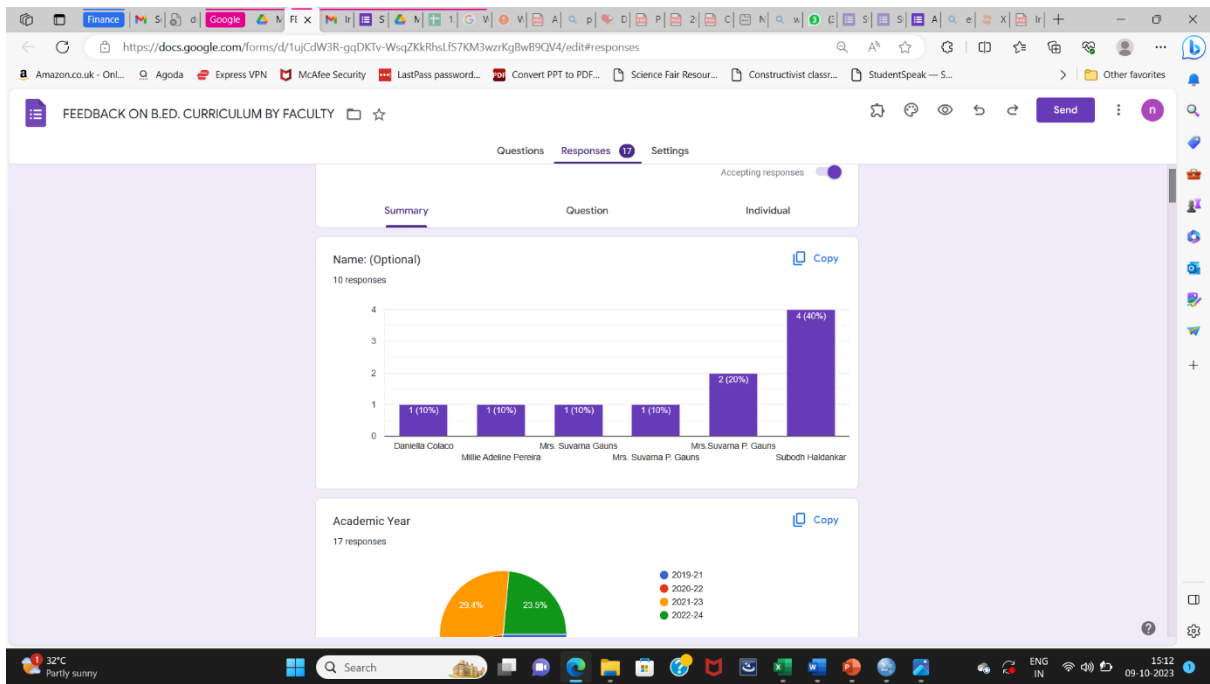 Finance
Google
https://docs.google.com/forms/d/1ujCdW3R-gqDKTv-WsqZKkRhsLfS7KM3wzrKgBwB9QV4/edit#responses
Amazon.co.uk - Onl... Agoda Express VPN McAfee Security LastPass password... Convert PPT to PDF... Science Fair Resour... Constructivist classr... StudentSpeak — S... Other favorites
FEEDBACK ON B.ED. CURRICULUM BY FACULTY
Send
n
Questions Responses 17 Settings
Accepting responses
Summary Question Individual
Name: (Optional)
Copy
10 responses
4
3
2
1
0
1 (10%) 1 (10%) 1 (10%) 1 (10%) 2 (20%) 4 (40%)
Daniella Colaco Mrs. Suvarna Gauns Mrs.Suvarna P. Gauns
Millie Adeline Pereira Mrs. Suvarna P. Gauns Subodh Haldankar
Academic Year
Copy
17 responses
29.4% 23.5%
2019-21
2020-22
2021-23
2022-24
32°C
Partly sunny
Search
ENG
IN
15:12
09-10-2023